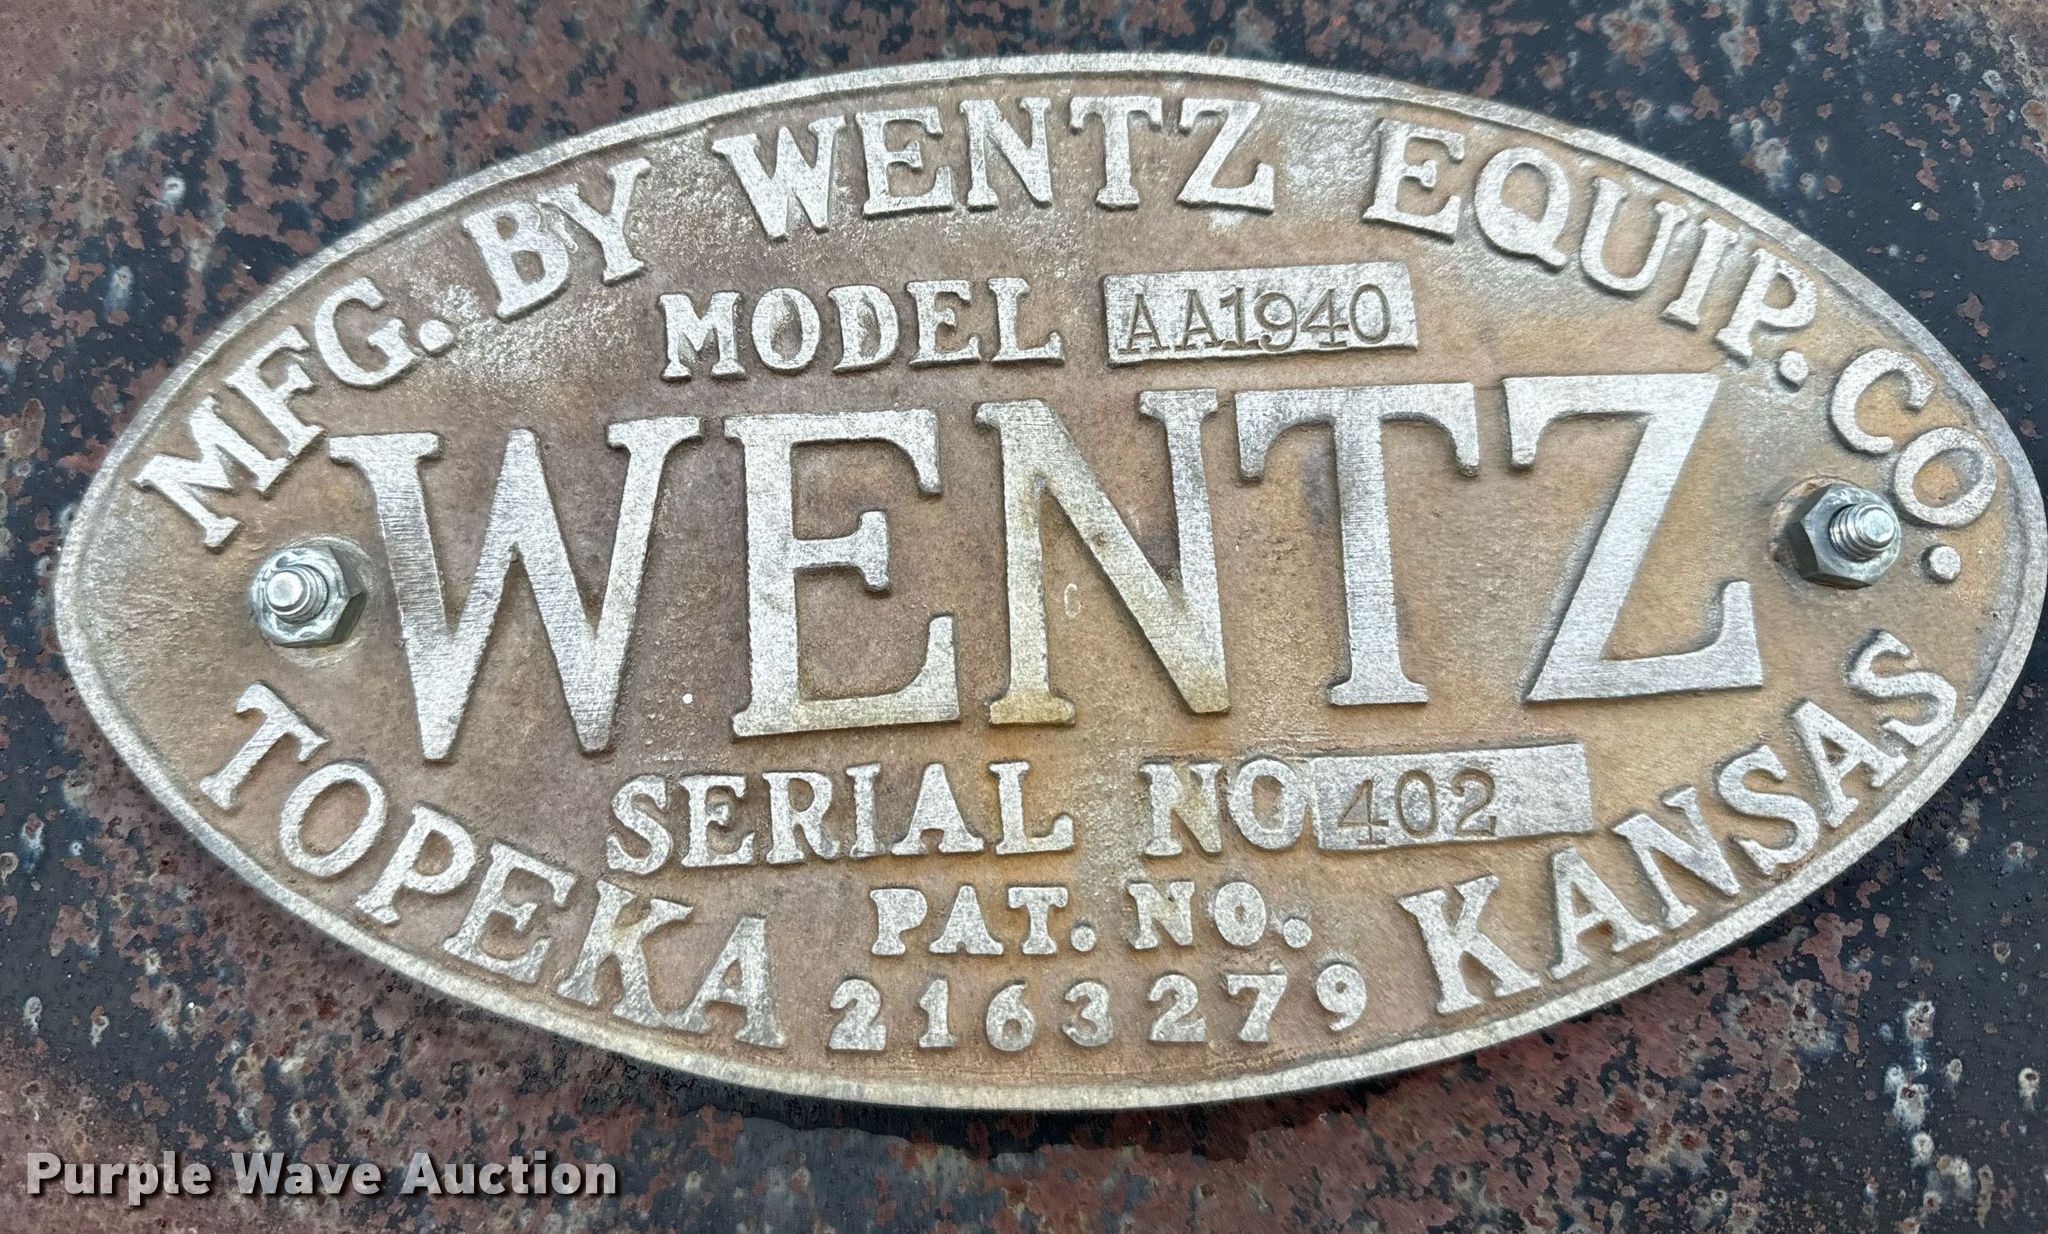 MFG. BY WENTZ EQUIP. CO.
MODEL AA1940
WENTZ
SERIAL NO 402
PAT. NO.
2163279
TOPEKA KANSAS
Purple Wave Auction